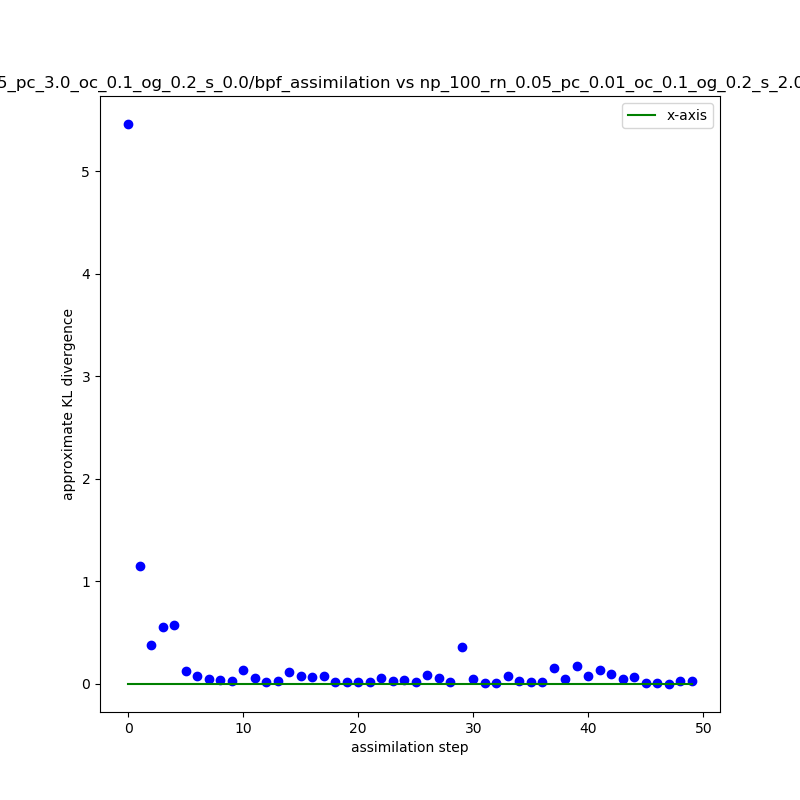 5_pc_3.0_oc_0.1_og_0.2_s_0.0/bpf_assimilation vs np_100_rn_0.05_pc_0.01_oc_0.1_og_0.2_s_2.0
x-axis
5
4
3
2
1
0
approximate KL divergence
0 10 20 30 40 50
assimilation step